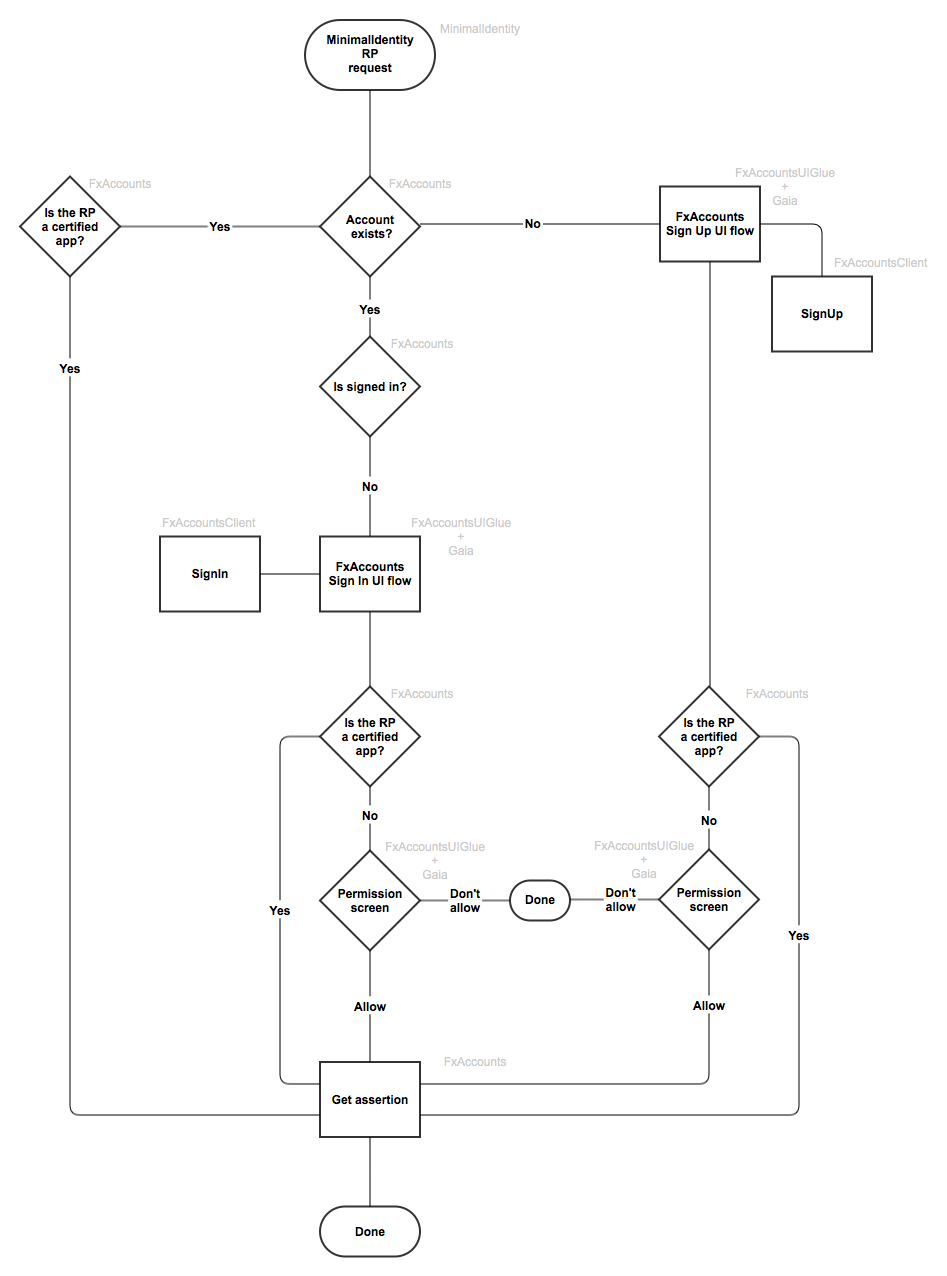 MinimalIdentity
MinimalIdentity
RP
request
FxAccounts
Is the RP
a certified
app?
Yes
FxAccounts
Account
exists?
No
FxAccountsUIGlue
+
Gaia
FxAccounts
Sign Up UI flow
FxAccountsClient
SignUp
Yes
Yes
FxAccounts
Is signed in?
No
FxAccountsClient
SignIn
FxAccountsUIGlue
+
Gaia
FxAccounts
Sign In UI flow
FxAccounts
Is the RP
a certified
app?
FxAccounts
Is the RP
a certified
app?
No
No
FxAccountsUIGlue
+
Gaia
FxAccountsUIGlue
+
Gaia
Yes
Permission
screen
Don't
allow
Done
Don't
allow
Permission
screen
Yes
Allow
Allow
FxAccounts
Get assertion
Done